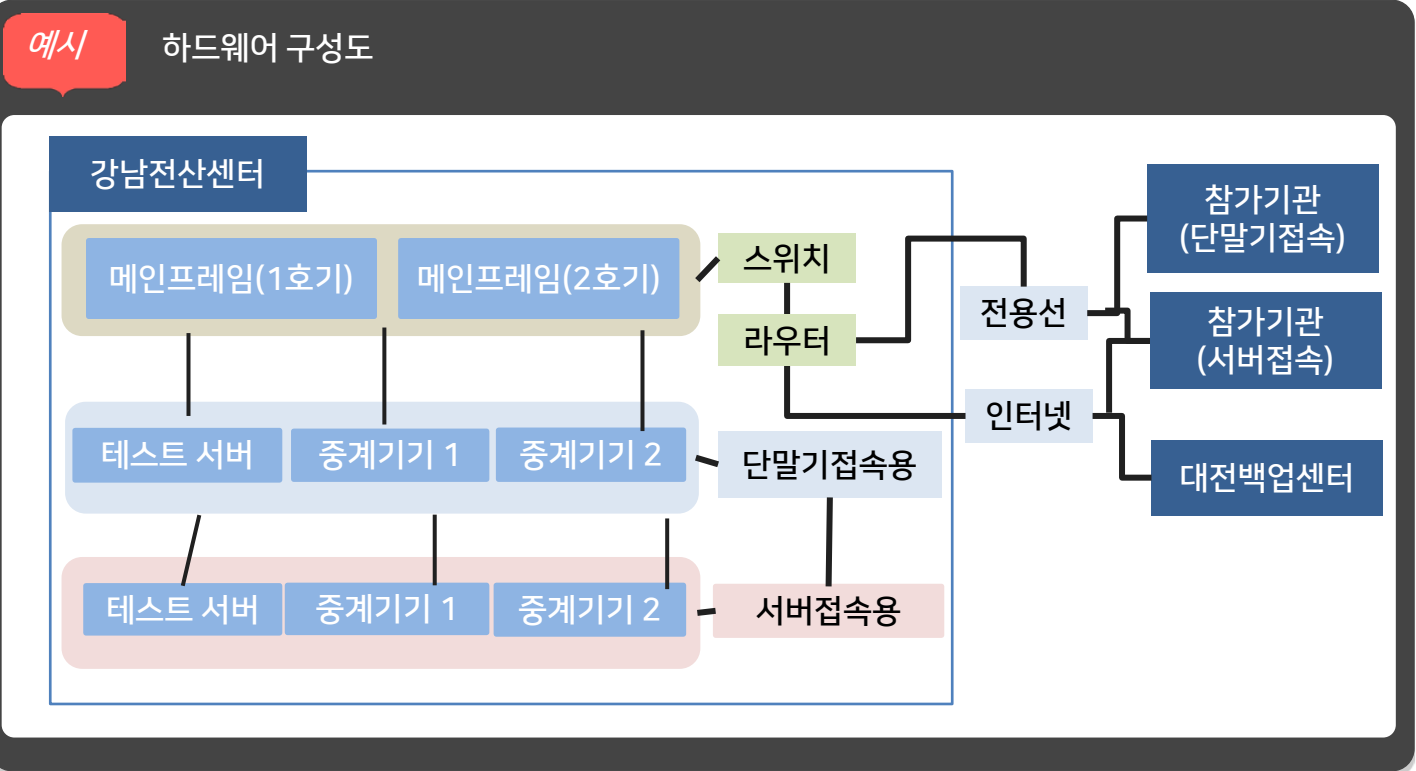 예시
하드웨어 구성도
강남전산센터
메인프레임(1호기)
메인프레임(2호기)
스위치
라우터
전용선
인터넷
참가기관
(단말기접속)
참가기관
(서버접속)
대전백업센터
테스트 서버
중계기기 1
중계기기 2
단말기접속용
테스트 서버
중계기기 1
중계기기 2
서버접속용